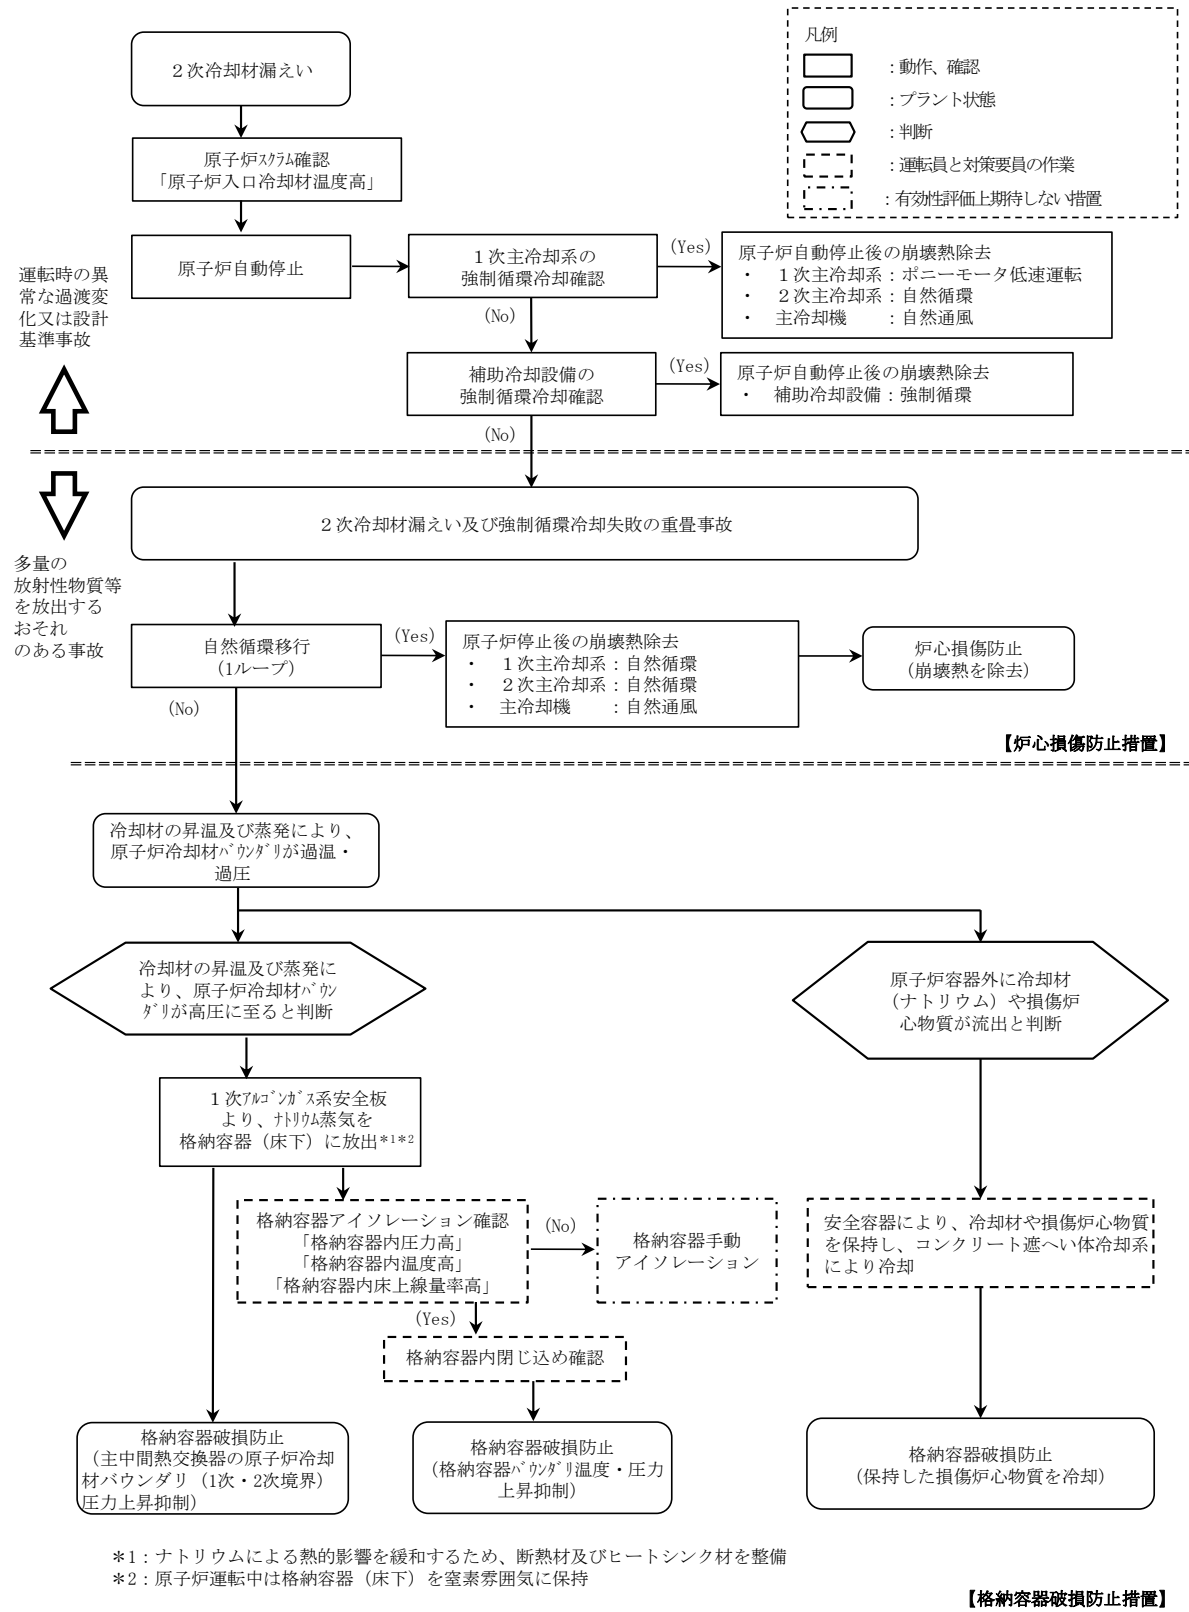 凡例
：動作、確認
：プラント状態
：判断
：運転員と対策要員の作業
：有効性評価上期待しない措置
２次冷却材漏えい
原子炉ｽｸﾗﾑ確認
「原子炉入口冷却材温度高」
原子炉自動停止
１次主冷却系の
強制循環冷却確認
(Yes)
原子炉自動停止後の崩壊熱除去
・ １次主冷却系：ポニーモータ低速運転
・ ２次主冷却系：自然循環
・ 主冷却機 ：自然通風
(No)
補助冷却設備の
強制循環冷却確認
(Yes)
原子炉自動停止後の崩壊熱除去
・ 補助冷却設備：強制循環
(No)
運転時の異
常な過渡変
化又は設計
基準事故
多量の
放射性物質等
を放出する
おそれ
のある事故
２次冷却材漏えい及び強制循環冷却失敗の重畳事故
自然循環移行
(1ループ)
(Yes)
原子炉停止後の崩壊熱除去
・ １次主冷却系：自然循環
・ ２次主冷却系：自然循環
・ 主冷却機 ：自然通風
炉心損傷防止
（崩壊熱を除去）
(No)
【炉心損傷防止措置】
冷却材の昇温及び蒸発により、
原子炉冷却材ﾊﾞｳﾝﾀﾞﾘが過温・
過圧
冷却材の昇温及び蒸発に
より、原子炉冷却材ﾊﾞｳﾝ
ﾀﾞﾘが高圧に至ると判断
原子炉容器外に冷却材
（ナトリウム）や損傷炉
心物質が流出と判断
１次ｱﾙｺﾞﾝｶﾞｽ系安全板
より、ﾅﾄﾘｳﾑ蒸気を
格納容器（床下）に放出*1*2
格納容器アイソレーション確認
「格納容器内圧力高」
「格納容器内温度高」
「格納容器内床上線量率高」
(No)
格納容器手動
アイソレーション
安全容器により、冷却材や損傷炉心物質
を保持し、コンクリート遮へい体冷却系
により冷却
(Yes)
格納容器内閉じ込め確認
格納容器破損防止
（主中間熱交換器の原子炉冷却
材バウンダリ（1次・2次境界）
圧力上昇抑制）
格納容器破損防止
（格納容器ﾊﾞｳﾝﾀﾞﾘ温度・圧力
上昇抑制）
格納容器破損防止
（保持した損傷炉心物質を冷却）
＊1：ナトリウムによる熱的影響を緩和するため、断熱材及びヒートシンク材を整備
＊2：原子炉運転中は格納容器（床下）を窒素雰囲気に保持
【格納容器破損防止措置】